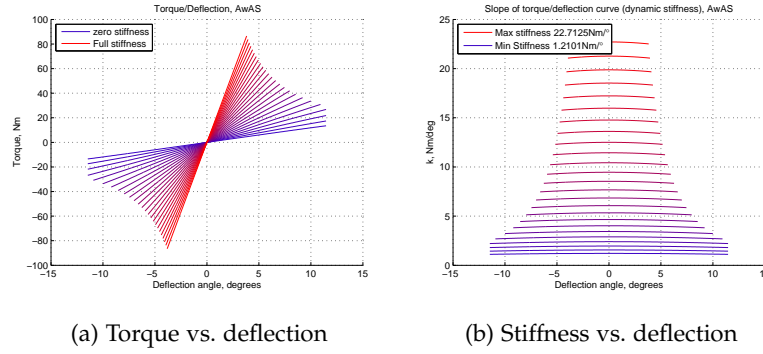 Torque/Deflection, AwAS
zero stiffness
Full stiffness
100
80
60
40
20
0
−20
−40
−60
−80
−100
Torque, Nm
−15 −10 −5 0 5 10 15
Deflection angle, degrees
(a) Torque vs. deflection
Slope of torque/deflection curve (dynamic stiffness), AwAS
Max stiffness 22.7125Nm/°
Min Stiffness 1.2101Nm/°
25
20
15
10
5
0
k, Nm/deg
−15 −10 −5 0 5 10 15
Deflection angle, degrees
(b) Stiffness vs. deflection